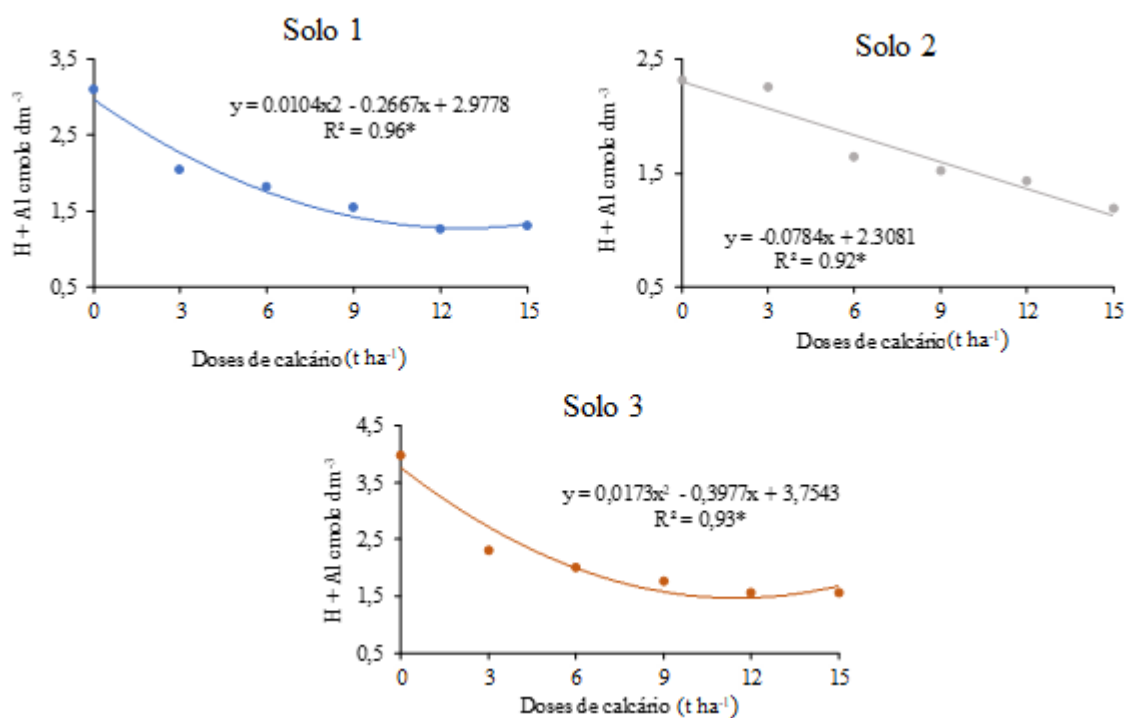 Solo 1
3,5
2,5
1,5
0,5
H + Al cmolc dm⁻³
y = 0.0104x2 - 0.2667x + 2.9778
R² = 0.96*
0 3 6 9 12 15
Doses de calcário (t ha⁻¹)
Solo 2
2,5
1,5
0,5
H + Al cmolc dm⁻³
y = -0.0784x + 2.3081
R² = 0.92*
0 3 6 9 12 15
Doses de calcário (t ha⁻¹)
Solo 3
4,5
3,5
2,5
1,5
0,5
H + Al cmolc dm⁻³
y = 0,0173x² - 0,3977x + 3,7543
R² = 0,93*
0 3 6 9 12 15
Doses de calcário (t ha⁻¹)